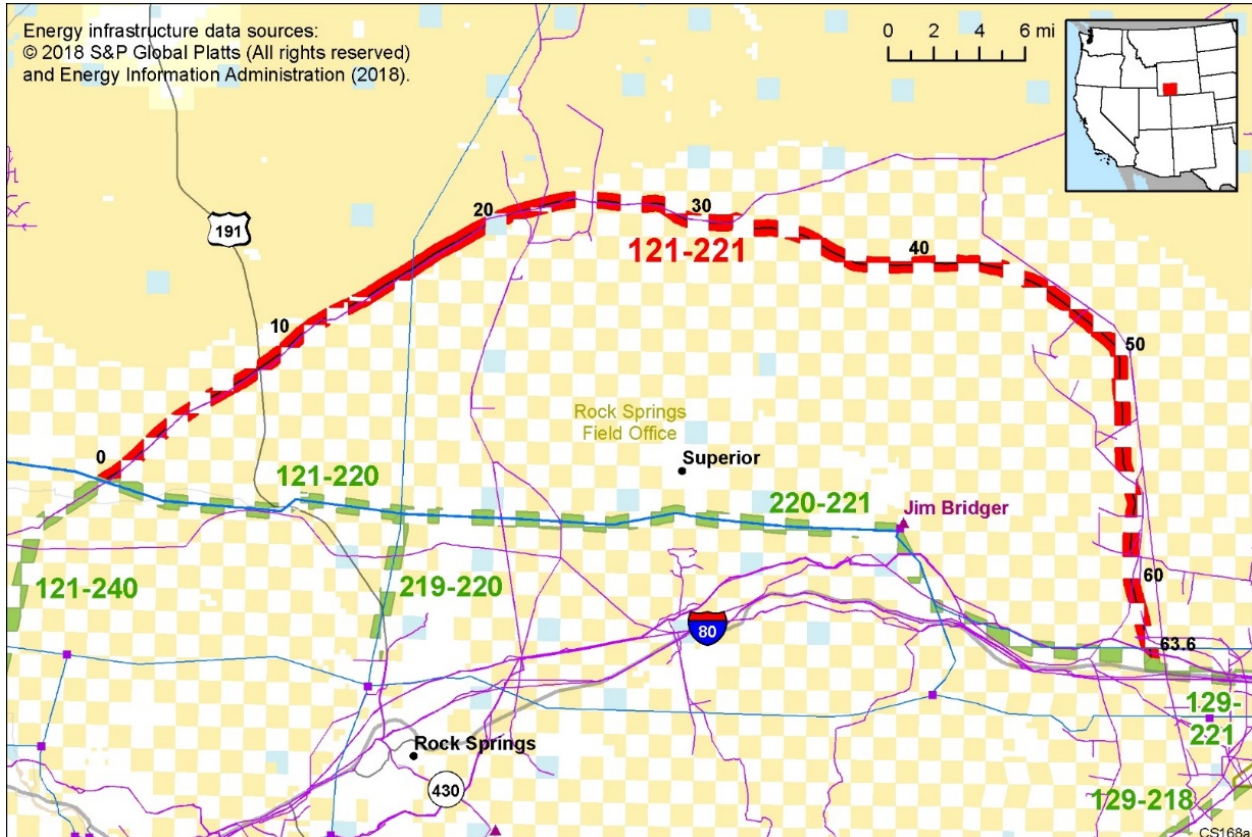 Energy infrastructure data sources:
© 2018 S&P Global Platts (All rights reserved)
and Energy Information Administration (2018).
0 2 4 6 mi
191
20
30
121-221
40
10
50
Rock Springs
Field Office
0
Superior
121-220
220-221
Jim Bridger
121-240
219-220
60
80
63.6
129-
221
Rock Springs
430
129-218
CS168a